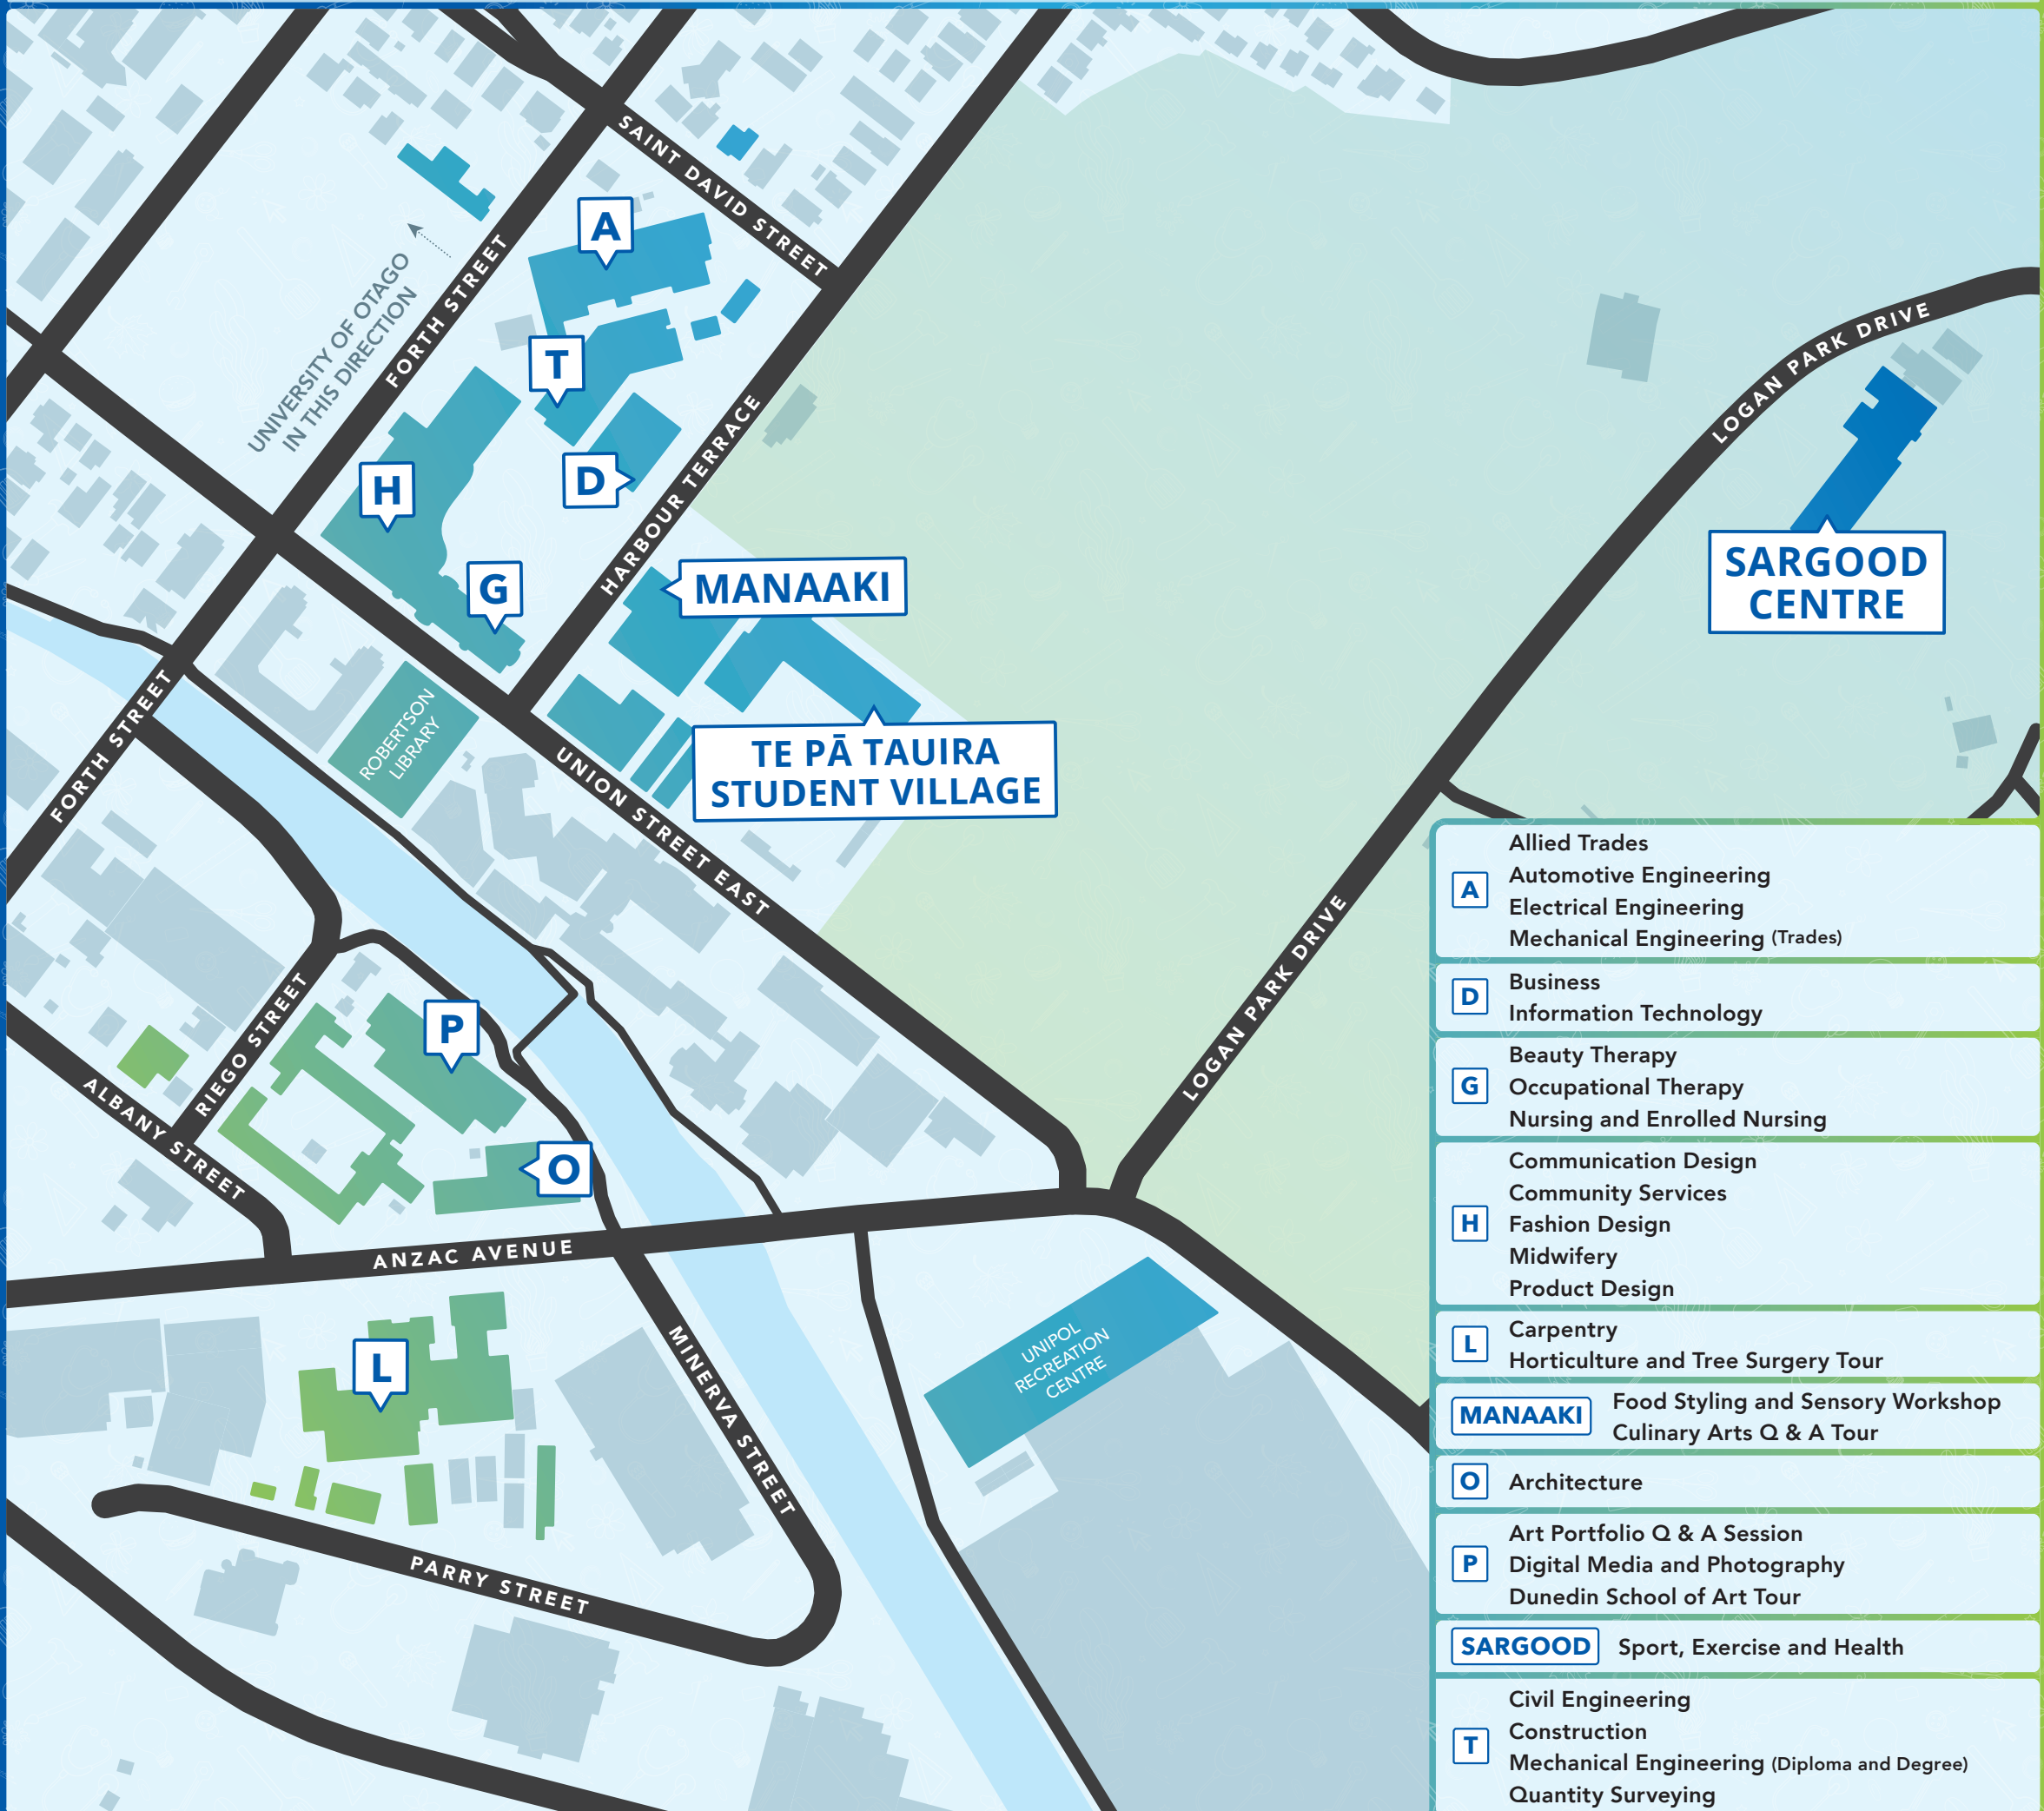 SAINT DAVID STREET
A
UNIVERSITY OF OTAGO
IN THIS DIRECTION
FORTH STREET
T
LOGAN PARK DRIVE
H
D
HARBOUR TERRACE
G
MANAAKI
SARGOOD
CENTRE
FORTH STREET
ROBERTSON
LIBRARY
TE PĀ TAUIRA
STUDENT VILLAGE
UNION STREET EAST
LOGAN PARK DRIVE
P
RIEGO STREET
ALBANY STREET
O
ANZAC AVENUE
L
MINERVA STREET
UNIPOL
RECREATION
CENTRE
PARRY STREET
A
Allied Trades
Automotive Engineering
Electrical Engineering
Mechanical Engineering (Trades)
D
Business
Information Technology
G
Beauty Therapy
Occupational Therapy
Nursing and Enrolled Nursing
H
Communication Design
Community Services
Fashion Design
Midwifery
Product Design
L
Carpentry
Horticulture and Tree Surgery Tour
MANAAKI
Food Styling and Sensory Workshop
Culinary Arts Q & A Tour
O
Architecture
P
Art Portfolio Q & A Session
Digital Media and Photography
Dunedin School of Art Tour
SARGOOD
Sport, Exercise and Health
T
Civil Engineering
Construction
Mechanical Engineering (Diploma and Degree)
Quantity Surveying